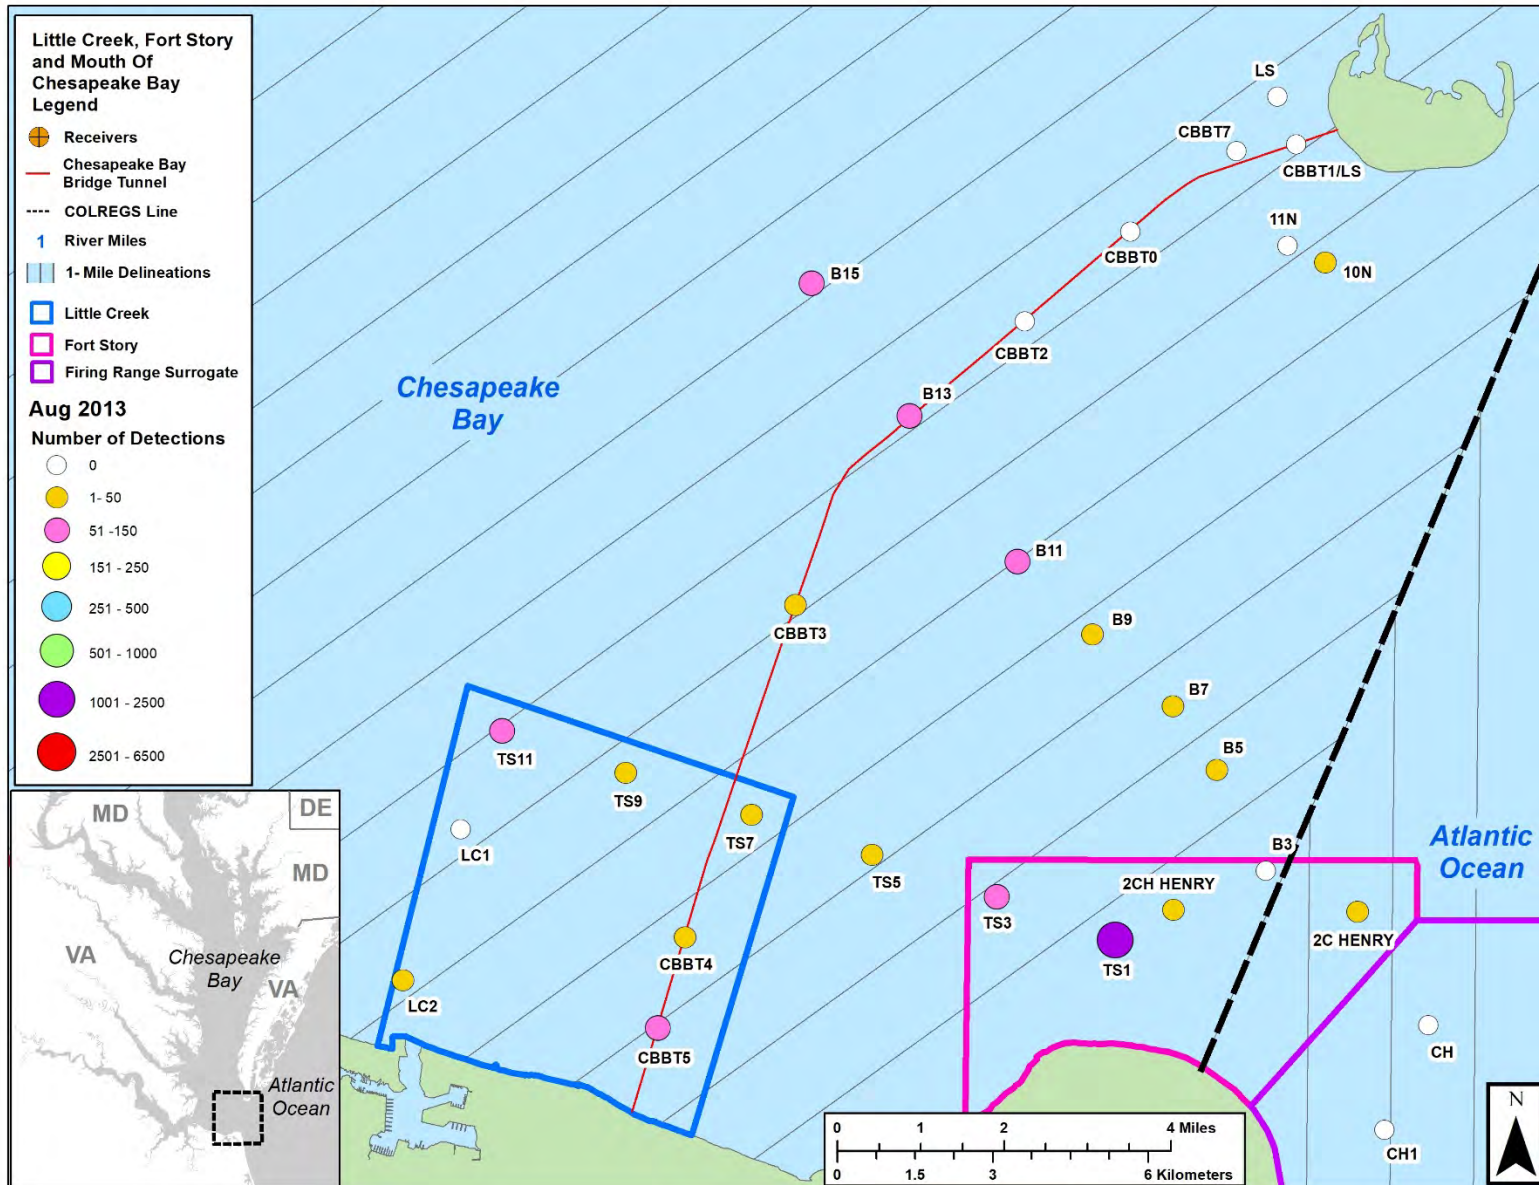 Little Creek, Fort Story
and Mouth Of
Chesapeake Bay
Legend
Receivers
Chesapeake Bay
Bridge Tunnel
COLREGS Line
1 River Miles
1- Mile Delineations
Little Creek
Fort Story
Firing Range Surrogate
Aug 2013
Number of Detections
0
1- 50
51 -150
151 - 250
251 - 500
501 - 1000
1001 - 2500
2501 - 6500
LS
CBBT7
CBBT1/LS
11N
10N
CBBT0
B15
CBBT2
B13
Chesapeake
Bay
B11
CBBT3
B9
B7
B5
TS11
TS9
TS7
LC1
TS5
B3
Atlantic
Ocean
2CH HENRY
TS3
2C HENRY
TS1
CBBT4
LC2
CBBT5
CH
CH1
MD
DE
MD
VA
Chesapeake
Bay
VA
Atlantic
Ocean
0 1 2 4 Miles
0 1.5 3 6 Kilometers
N